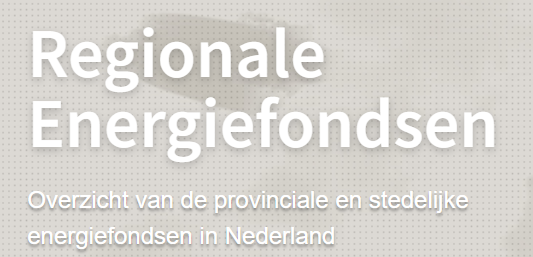 Regionale
Energiefondsen
Overzicht van de provinciale en stedelijke
energiefondsen in Nederland